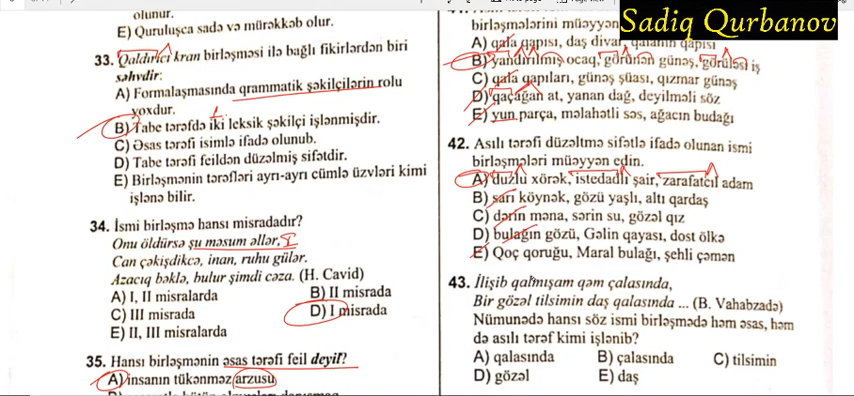 olunur.
E) Quruluşca sadə və mürəkkəb olur.
33. Qaldırıcı kran birləşməsi ilə bağlı fikirlərdən biri
səhvdir:
A) Formalaşmasında qrammatik şəkilçilərin rolu
yoxdur.
B) Tabe tərəfdə iki leksik şəkilçi işlənmişdir.
C) Əsas tərəfi isimlə ifadə olunub.
D) Tabe tərəfi feildən düzəlmiş sifətdir.
E) Birləşmənin tərəfləri ayrı-ayrı cümlə üzvləri kimi
işlənə bilir.
34. İsmi birləşmə hansı misradadır?
Onu öldürsə şu məsum əllər, I
Can çəkişdikcə, inan, ruhu gülər.
Azacıq bəklə, bulur şimdi cəza. (H. Cavid)
A) I, II misralarda
B) II misrada
C) III misrada
D) I misrada
E) II, III misralarda
35. Hansı birləşmənin əsas tərəfi feil deyil?
A) insanın tükənməz arzusu
Sadiq Qurbanov
birləşmələrini müəyyən
A) qala qapısı, daş divar, qalanın qapısı
B) yandırılmış ocaq, görünən günəş, görüləsi iş
C) qala qapıları, günəş şüası, qızmar günəş
D) qaçağan at, yanan dağ, deyilməli söz
E) yun parça, məlahətli səs, ağacın budağı
42. Asılı tərəfi düzəltmə sifətlə ifadə olunan ismi
birləşmələri müəyyən edin.
A) duzlu xörək, istedadlı şair, zarafatcıl adam
B) sarı köynək, gözü yaşlı, altı qardaş
C) dərin məna, sərin su, gözəl qız
D) bulağın gözü, Gəlin qayası, dost ölkə
E) Qoç qoruğu, Maral bulağı, şehli çəmən
43. İlişib qalmışam qəm çalasında,
Bir gözəl tilsimin daş qalasında ... (B. Vahabzadə)
Nümunədə hansı söz ismi birləşmədə həm əsas, həm
də asılı tərəf kimi işlənib?
A) qalasında
B) çalasında
C) tilsimin
D) gözəl
E) daş